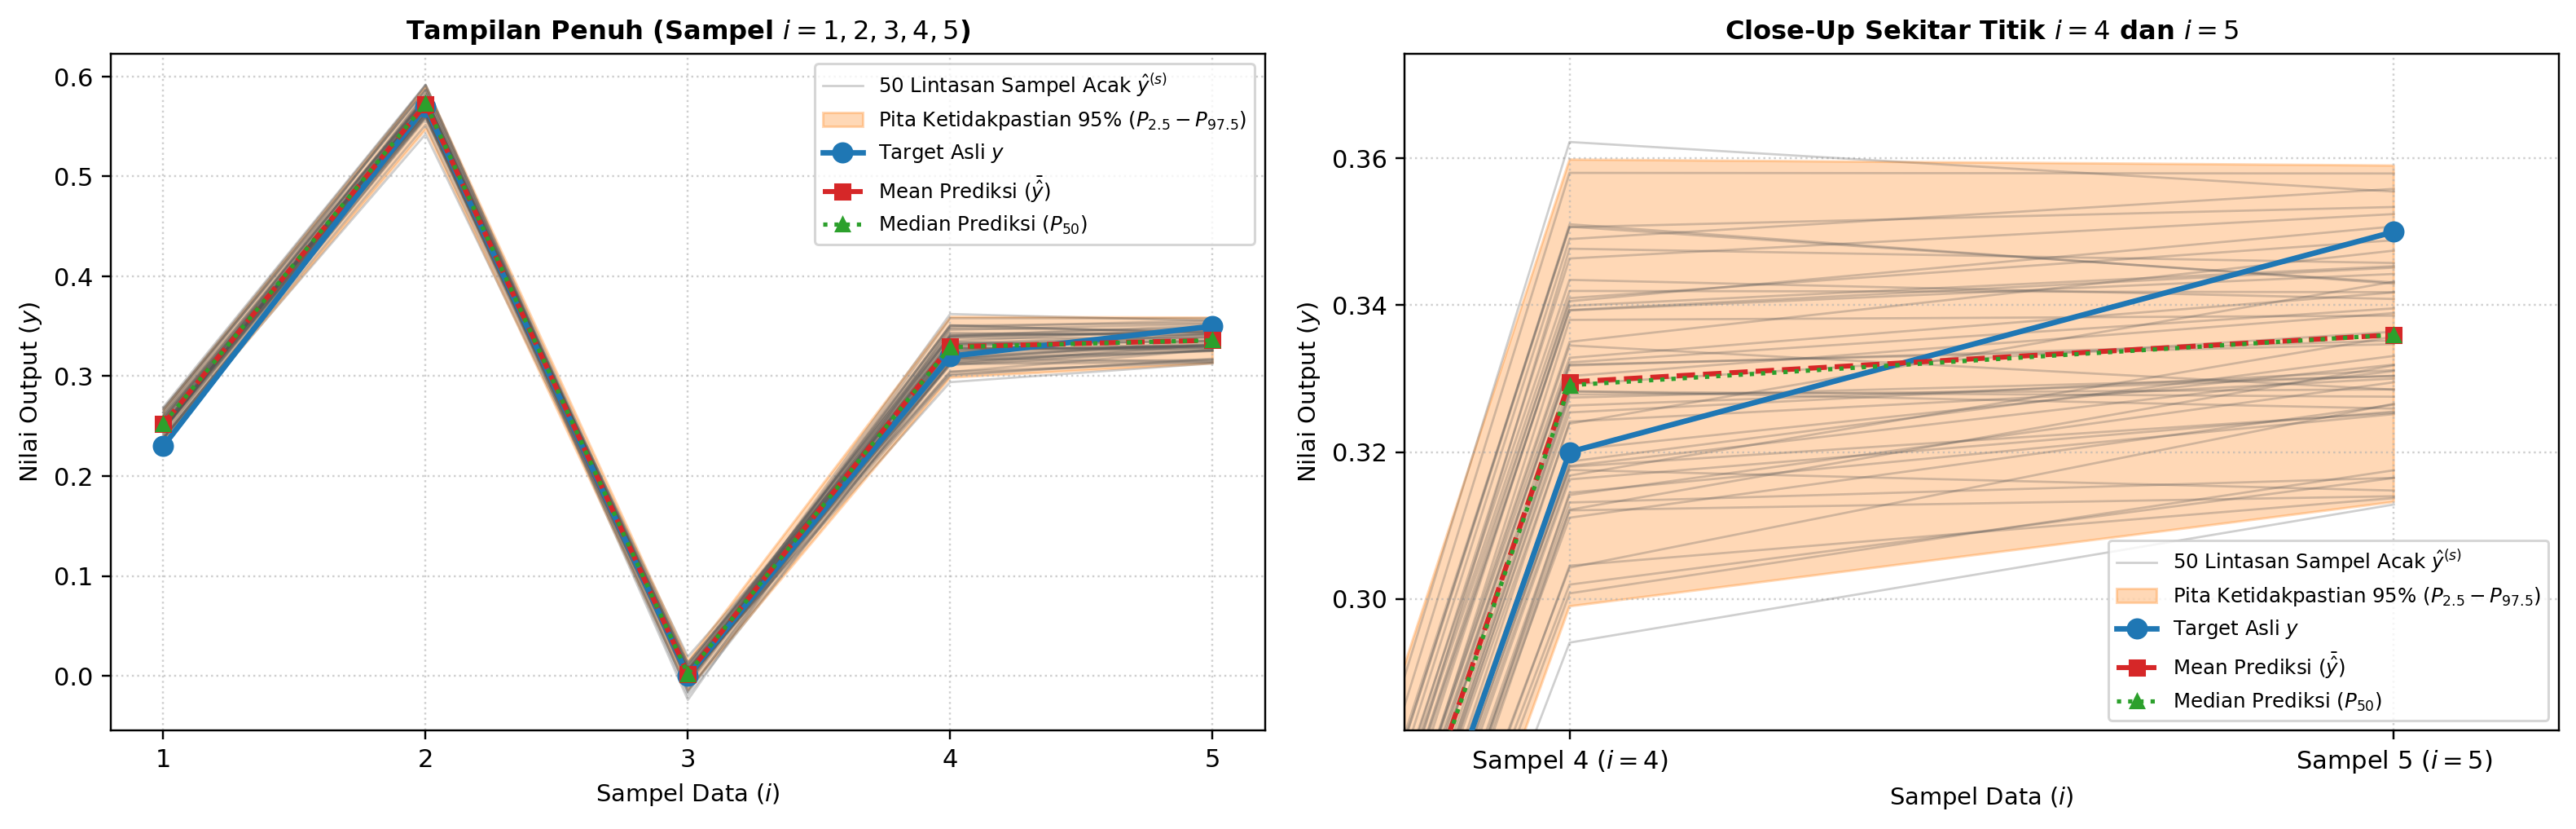 Tampilan Penuh (Sampel i = 1, 2, 3, 4, 5)
Nilai Output (y)
0.6
0.5
0.4
0.3
0.2
0.1
0.0
50 Lintasan Sampel Acak ŷ⁽ˢ⁾
Pita Ketidakpastian 95% (P₂.₅ − P₉₇.₅)
Target Asli y
Mean Prediksi (ŷ̄)
Median Prediksi (P₅₀)
1 2 3 4 5
Sampel Data (i)
Close-Up Sekitar Titik i = 4 dan i = 5
Nilai Output (y)
0.36
0.34
0.32
0.30
50 Lintasan Sampel Acak ŷ⁽ˢ⁾
Pita Ketidakpastian 95% (P₂.₅ − P₉₇.₅)
Target Asli y
Mean Prediksi (ŷ̄)
Median Prediksi (P₅₀)
Sampel 4 (i = 4) Sampel 5 (i = 5)
Sampel Data (i)